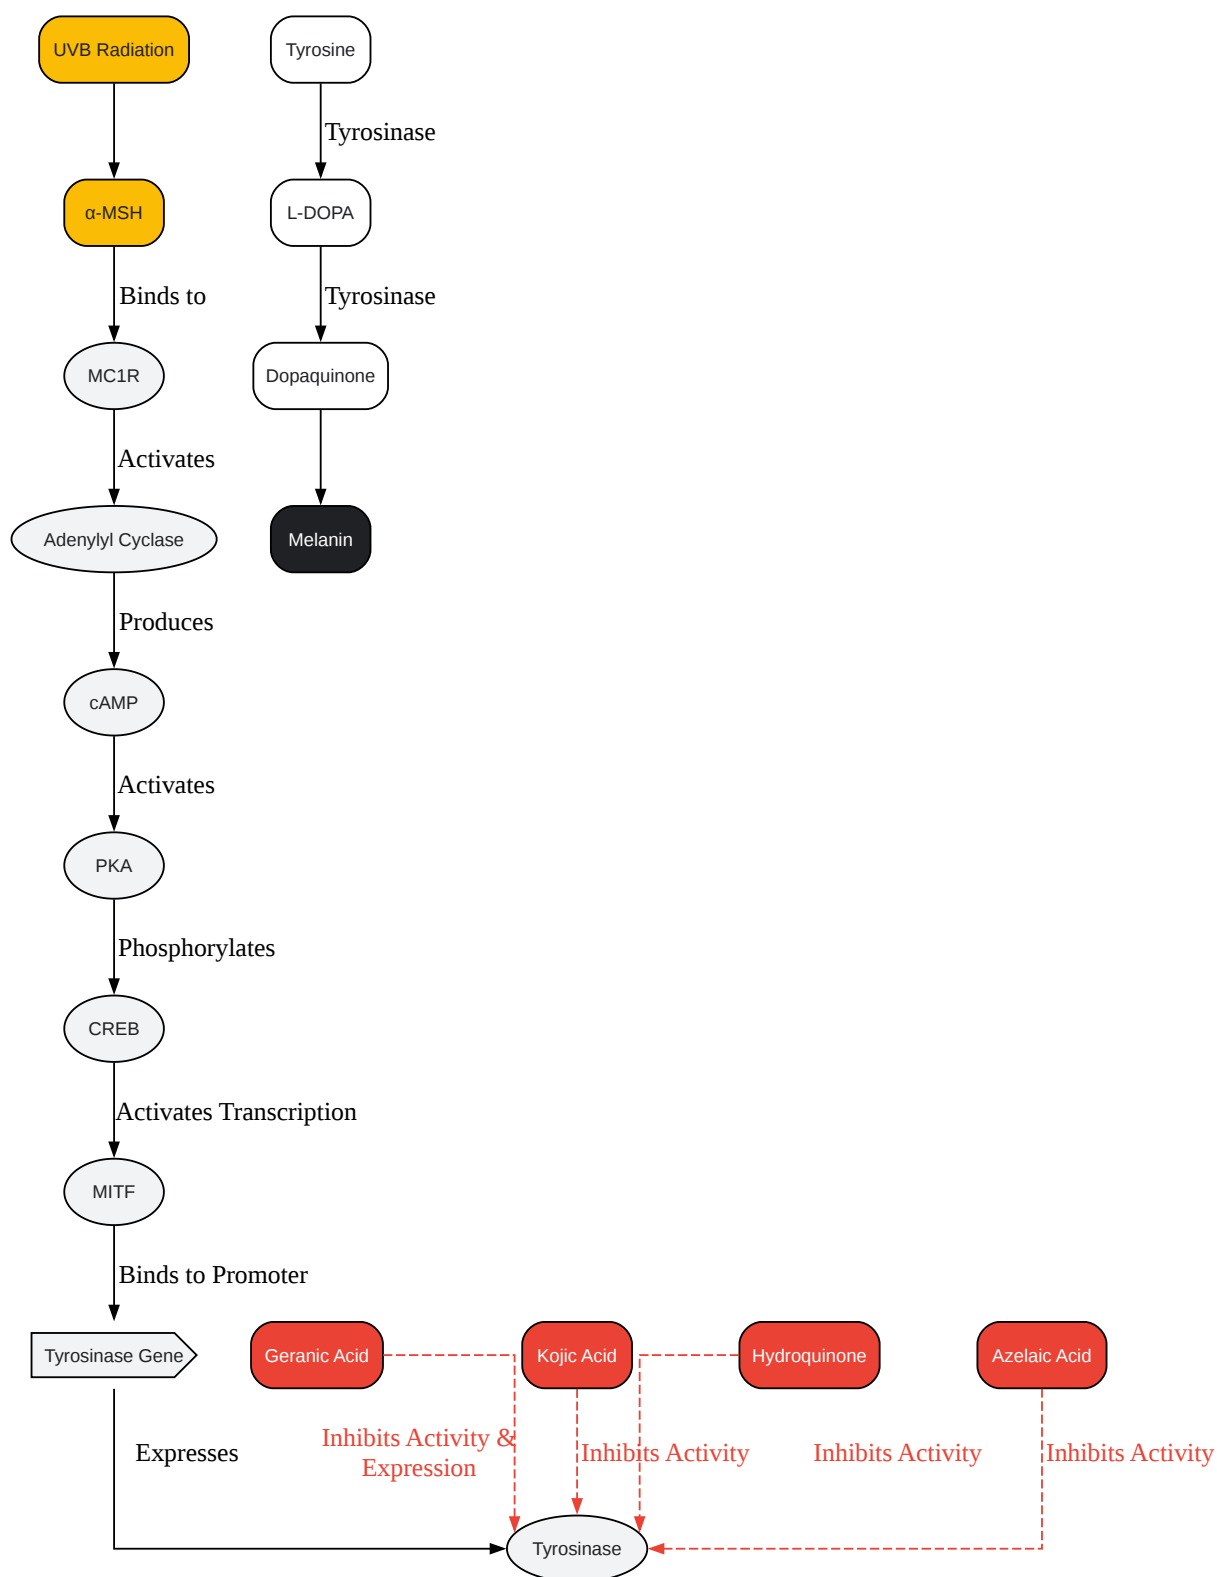 UVB Radiation
Tyrosine
Tyrosinase
α-MSH
L-DOPA
Binds to
Tyrosinase
MC1R
Dopaquinone
Activates
Adenylyl Cyclase
Melanin
Produces
cAMP
Activates
PKA
Phosphorylates
CREB
Activates Transcription
MITF
Binds to Promoter
Tyrosinase Gene
Geranic Acid
Kojic Acid
Hydroquinone
Azelaic Acid
Expresses
Inhibits Activity &
Expression
Inhibits Activity
Inhibits Activity
Inhibits Activity
Tyrosinase